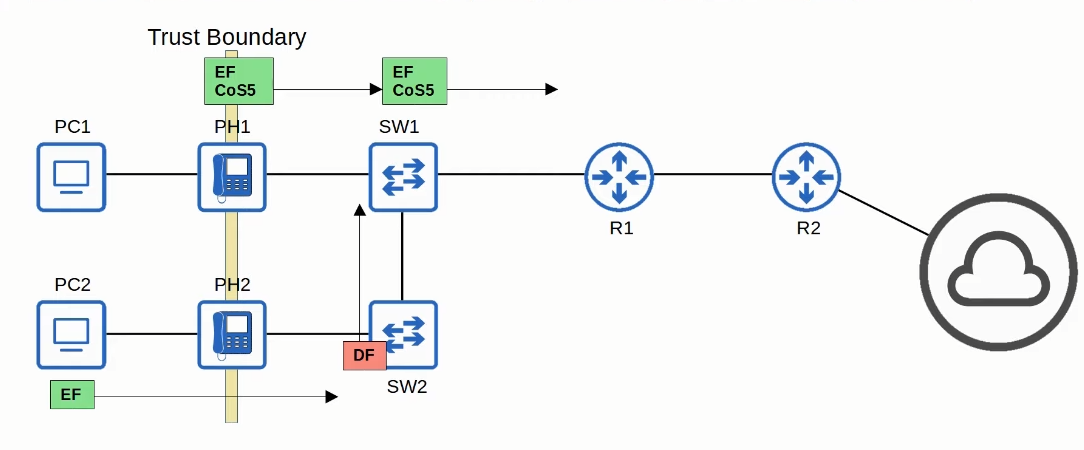 Trust Boundary
EF
CoS5
EF
CoS5
PC1
PH1
SW1
R1
R2
PC2
PH2
DF
SW2
EF